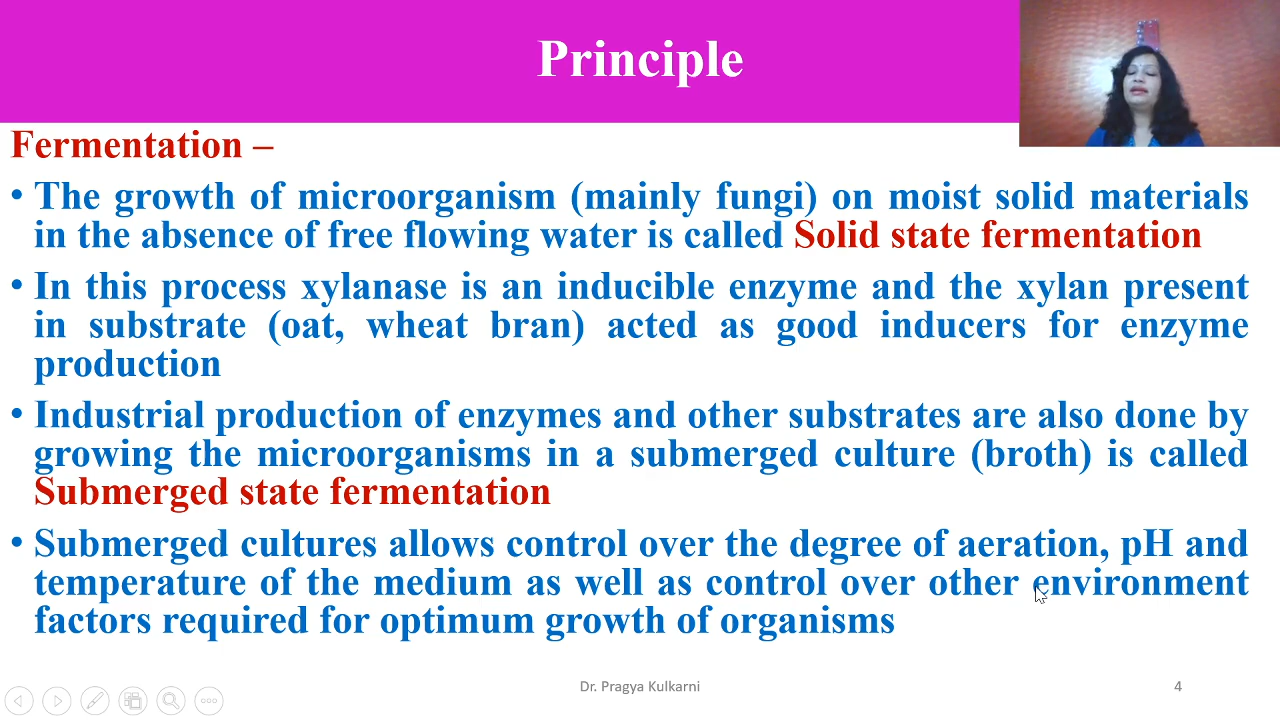 Principle
Fermentation –
• The growth of microorganism (mainly fungi) on moist solid materials
in the absence of free flowing water is called Solid state fermentation
• In this process xylanase is an inducible enzyme and the xylan present
in substrate (oat, wheat bran) acted as good inducers for enzyme
production
• Industrial production of enzymes and other substrates are also done by
growing the microorganisms in a submerged culture (broth) is called
Submerged state fermentation
• Submerged cultures allows control over the degree of aeration, pH and
temperature of the medium as well as control over other environment
factors required for optimum growth of organisms
Dr. Pragya Kulkarni
4